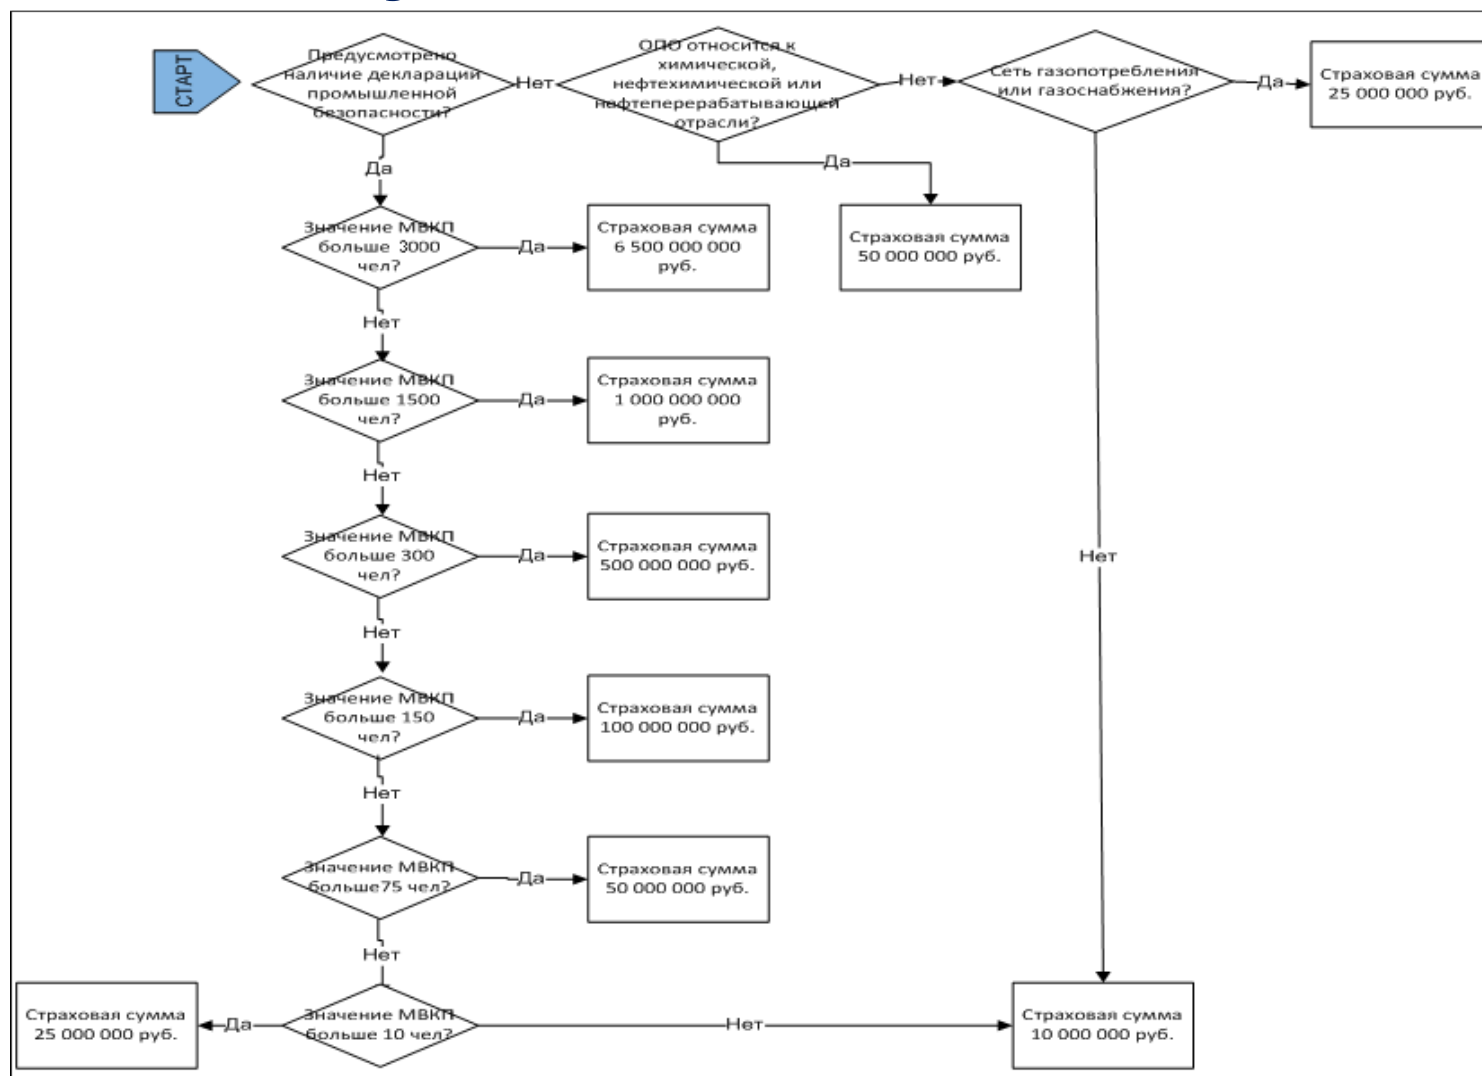 СТАРТ
Предусмотрено
наличие деклараций
промышленной
безопасности?
Нет
ОПО относится к
химической,
нефтехимической или
нефтеперерабатывающей
отрасли?
Нет
Сеть газопотребления
или газоснабжения?
Да
Страховая сумма
25 000 000 руб.
Да
Да
Значение МВКП
больше 3000
чел?
Да
Страховая сумма
6 500 000 000
руб.
Страховая сумма
50 000 000 руб.
Нет
Значение МВКП
больше 1500
чел?
Да
Страховая сумма
1 000 000 000
руб.
Нет
Значение МВКП
больше 300
чел?
Да
Страховая сумма
500 000 000 руб.
Нет
Нет
Значение МВКП
больше 150
чел?
Да
Страховая сумма
100 000 000 руб.
Нет
Значение МВКП
больше75 чел?
Да
Страховая сумма
50 000 000 руб.
Нет
Страховая сумма
25 000 000 руб.
Да
Значение МВКП
больше 10 чел?
Нет
Страховая сумма
10 000 000 руб.